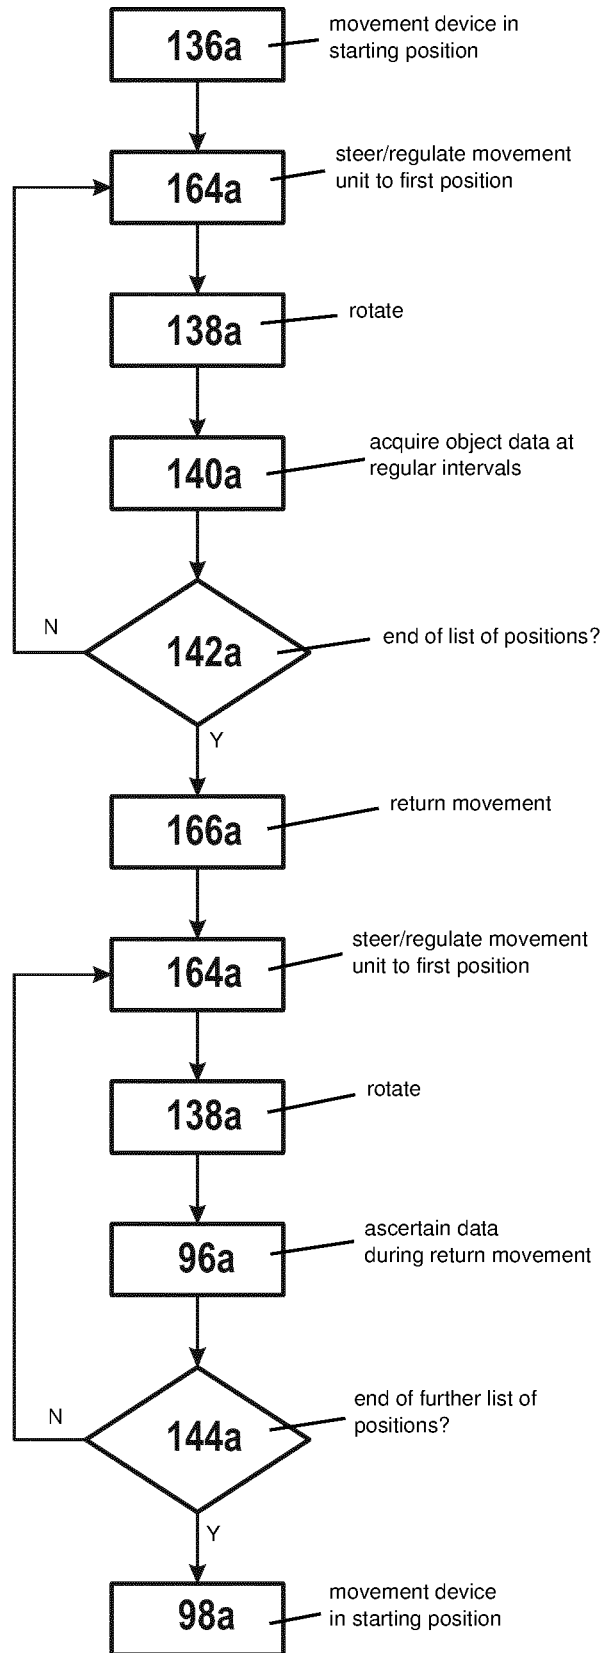 136a
movement device in
starting position
164a
steer/regulate movement
unit to first position
138a
rotate
140a
acquire object data at
regular intervals
142a
end of list of positions?
N
Y
166a
return movement
164a
steer/regulate movement
unit to first position
138a
rotate
96a
ascertain data
during return movement
144a
end of further list of
positions?
N
Y
98a
movement device
in starting position